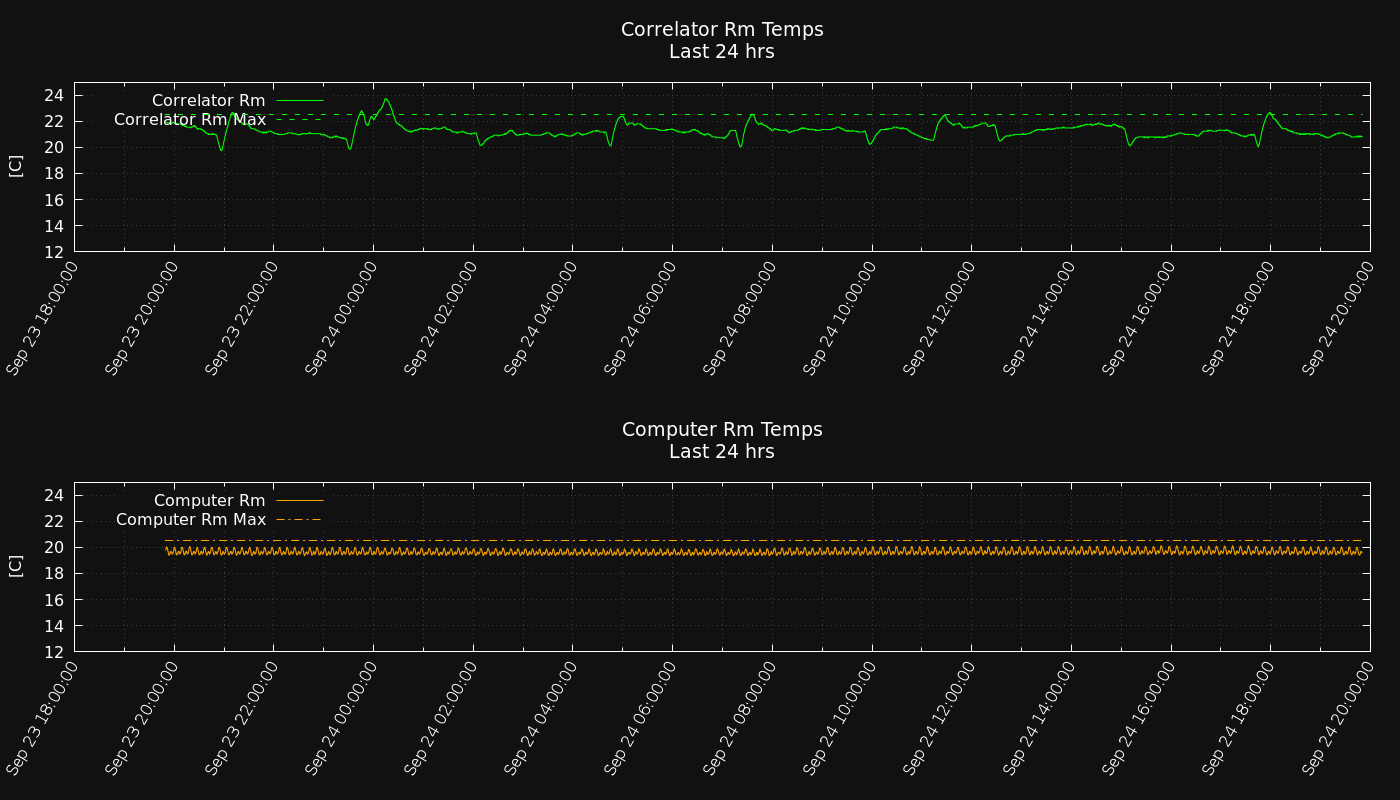 Correlator Rm Temps
Last 24 hrs
Correlator Rm
Correlator Rm Max
[C]
24
22
20
18
16
14
12
Sep 23 18:00:00
Sep 23 20:00:00
Sep 23 22:00:00
Sep 24 00:00:00
Sep 24 02:00:00
Sep 24 04:00:00
Sep 24 06:00:00
Sep 24 08:00:00
Sep 24 10:00:00
Sep 24 12:00:00
Sep 24 14:00:00
Sep 24 16:00:00
Sep 24 18:00:00
Sep 24 20:00:00
Computer Rm Temps
Last 24 hrs
Computer Rm
Computer Rm Max
[C]
24
22
20
18
16
14
12
Sep 23 18:00:00
Sep 23 20:00:00
Sep 23 22:00:00
Sep 24 00:00:00
Sep 24 02:00:00
Sep 24 04:00:00
Sep 24 06:00:00
Sep 24 08:00:00
Sep 24 10:00:00
Sep 24 12:00:00
Sep 24 14:00:00
Sep 24 16:00:00
Sep 24 18:00:00
Sep 24 20:00:00